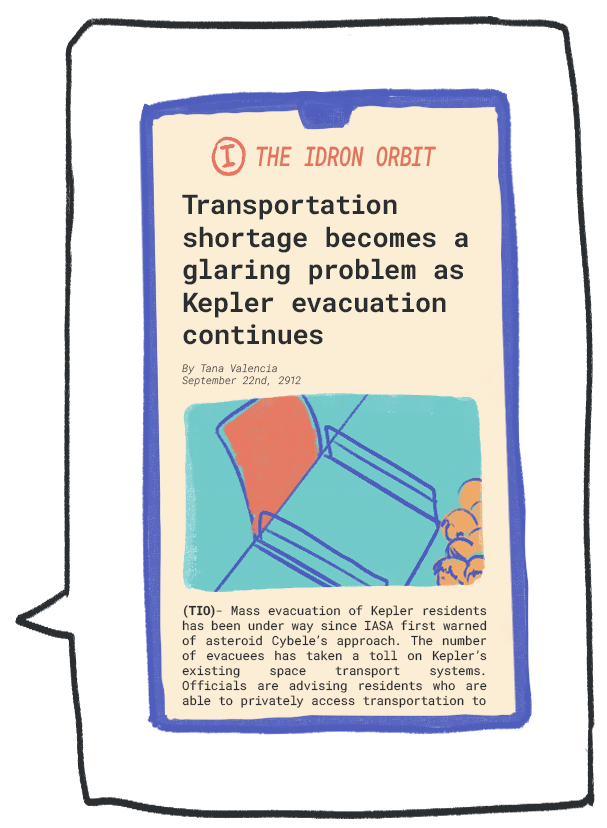 I THE IDRON ORBIT
Transportation
shortage becomes a
glaring problem as
Kepler evacuation
continues
By Tana Valencia
September 22nd, 2912
(TIO)- Mass evacuation of Kepler residents
has been under way since IASA first warned
of asteroid Cybele's approach. The number
of evacuees has taken a toll on Kepler's
existing space transport systems.
Officials are advising residents who are
able to privately access transportation to